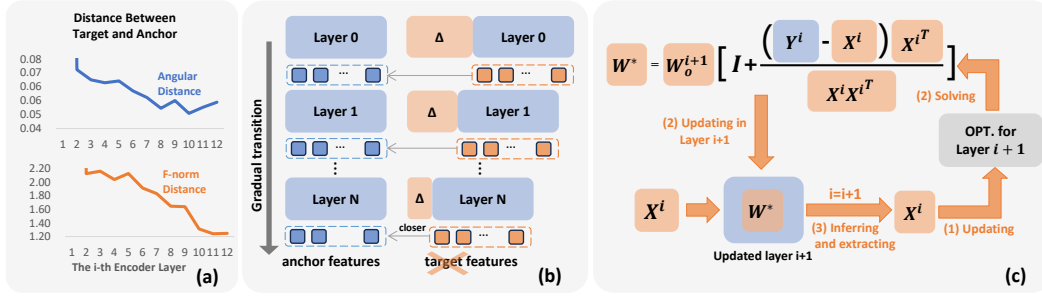 Distance Between
Target and Anchor
0.08
0.07
0.06
0.05
0.04
Angular
Distance
1 2 3 4 5 6 7 8 9 10 11 12
2.20
2.00
1.80
1.60
1.40
1.20
F-norm
Distance
1 2 3 4 5 6 7 8 9 10 11 12
The i-th Encoder Layer
(a)
Gradual transition
Layer 0
Δ
Layer 0
...
...
Layer 1
Δ
Layer 1
...
...
⋮
⋮
Layer N
Δ
Layer N
closer
...
anchor features
target features
(b)
W* = W_o^{i+1} [ I + (Y^i - X^i) X^{i^T} / X^i X^{i^T} ]
(2) Solving
(2) Updating in
Layer i+1
OPT. for
Layer i + 1
X^i
W*
i=i+1
X^i
(3) Inferring
and extracting
(1) Updating
Updated layer i+1
(c)